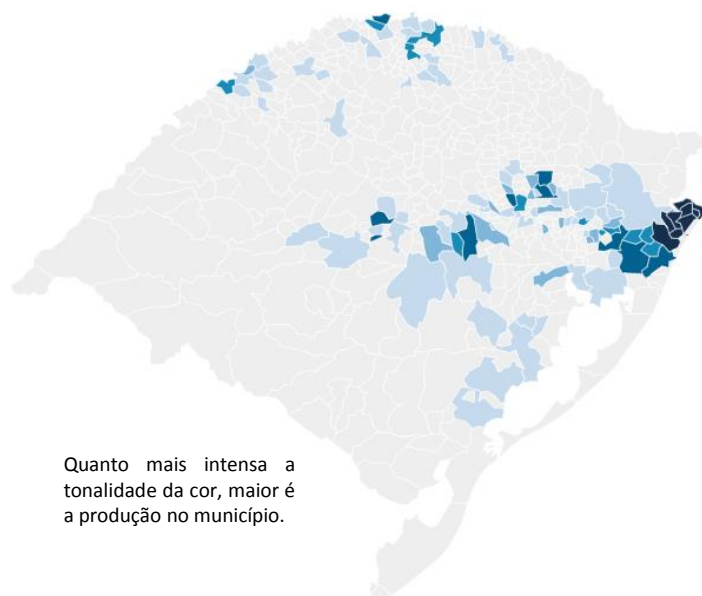 Quanto mais intensa a
tonalidade da cor, maior é
a produção no município.